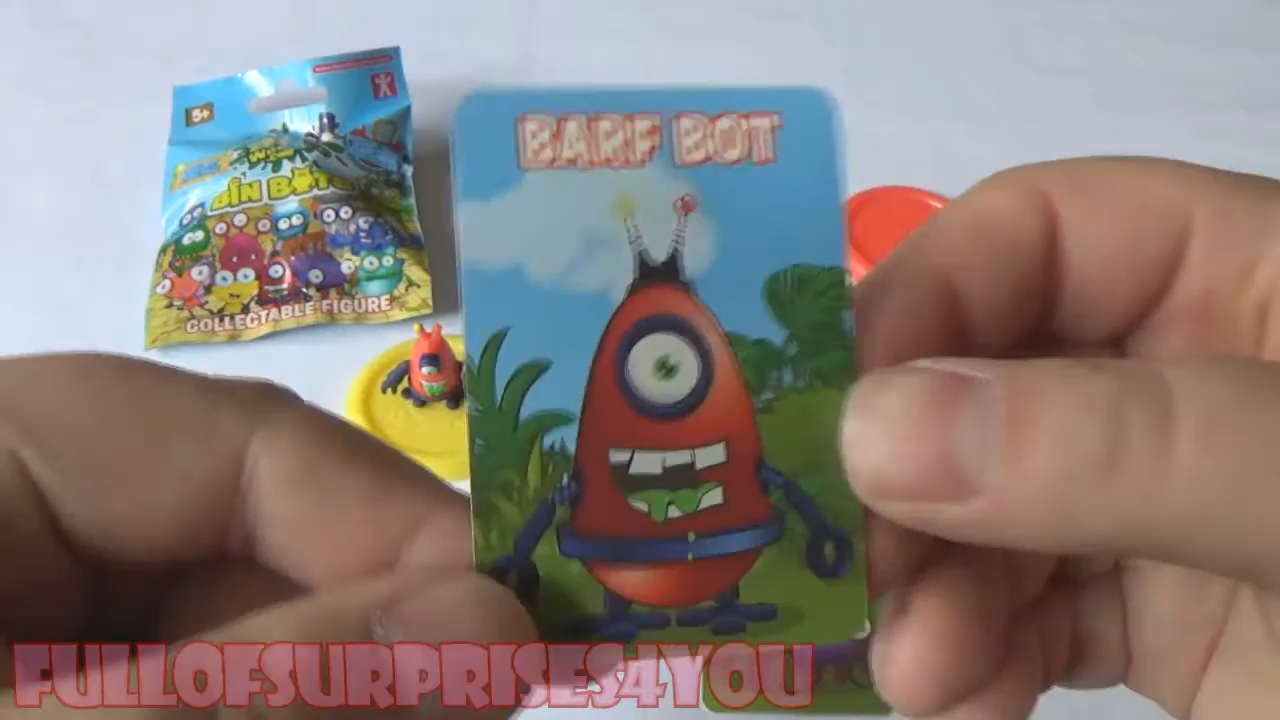 5+
BIN BOTS
COLLECTABLE FIGURE
BARF BOT
FULLOFSURPRISES4YOU